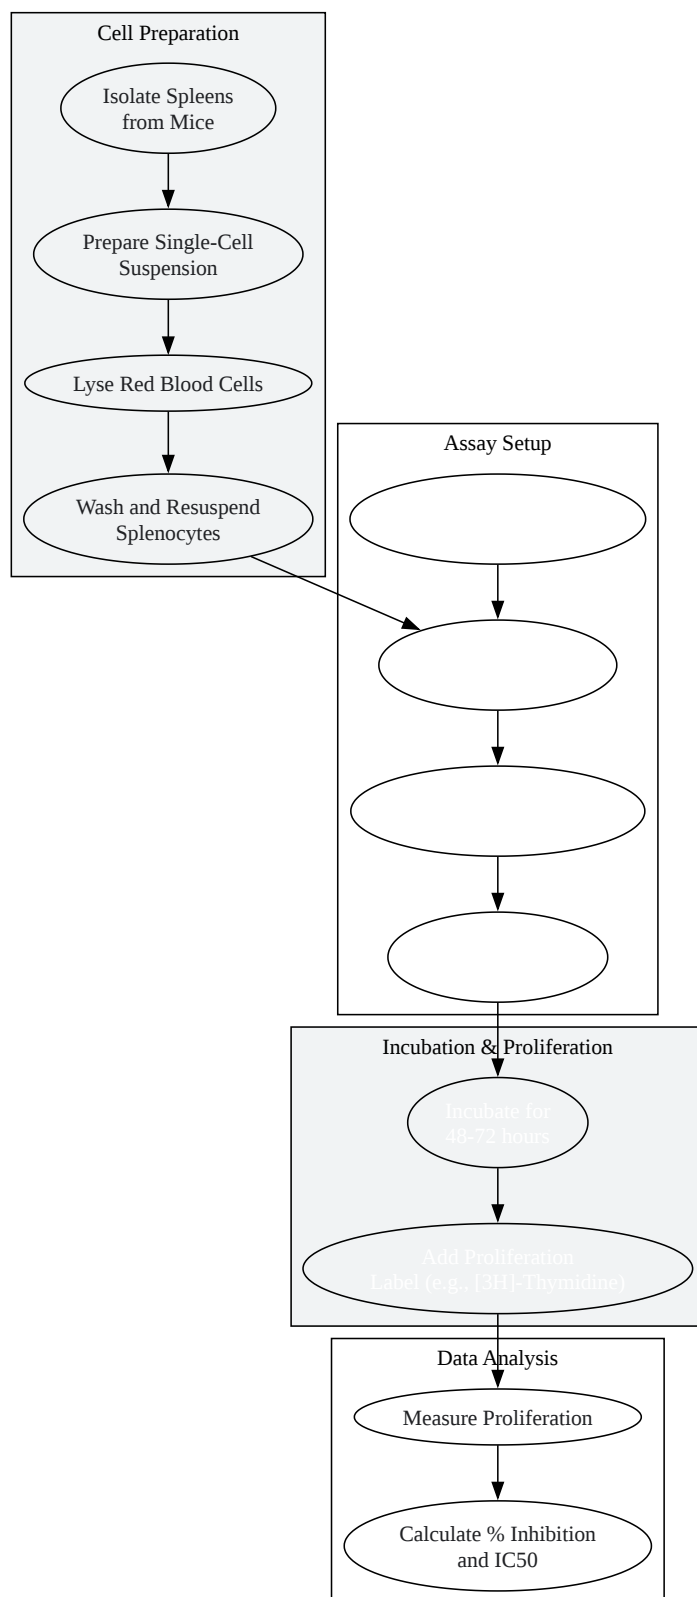 Cell Preparation
Isolate Spleens
from Mice
Prepare Single-Cell
Suspension
Lyse Red Blood Cells
Wash and Resuspend
Splenocytes
Assay Setup
Incubation & Proliferation
Incubate for
48-72 hours
Add Proliferation
Label (e.g., [3H]-Thymidine)
Data Analysis
Measure Proliferation
Calculate % Inhibition
and IC50